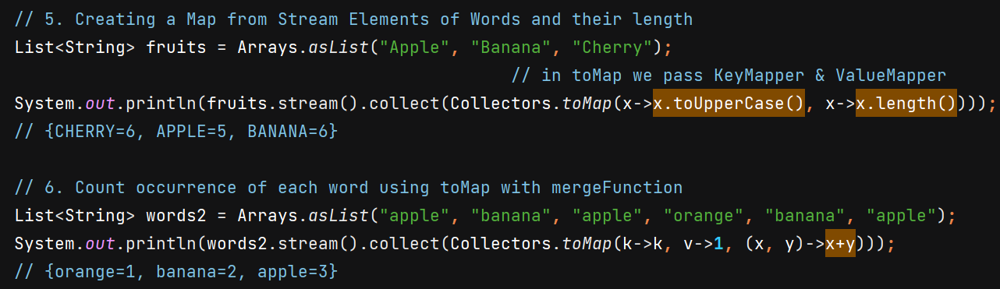 // 5. Creating a Map from Stream Elements of Words and their length
List<String> fruits = Arrays.asList("Apple", "Banana", "Cherry");
// in toMap we pass KeyMapper & ValueMapper
System.out.println(fruits.stream().collect(Collectors.toMap(x->x.toUpperCase(), x->x.length())));
// {CHERRY=6, APPLE=5, BANANA=6}
// 6. Count occurrence of each word using toMap with mergeFunction
List<String> words2 = Arrays.asList("apple", "banana", "apple", "orange", "banana", "apple");
System.out.println(words2.stream().collect(Collectors.toMap(k->k, v->1, (x, y)->x+y)));
// {orange=1, banana=2, apple=3}